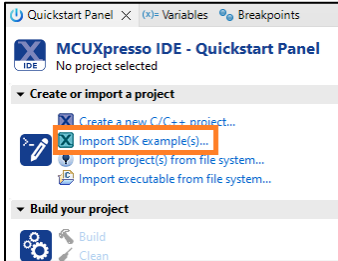 Quickstart Panel (x)= Variables Breakpoints
IDE
MCUXpresso IDE - Quickstart Panel
No project selected
Create or import a project
Create a new C/C++ project...
Import SDK example(s)...
Import project(s) from file system...
Import executable from file system...
Build your project
Build
Clean